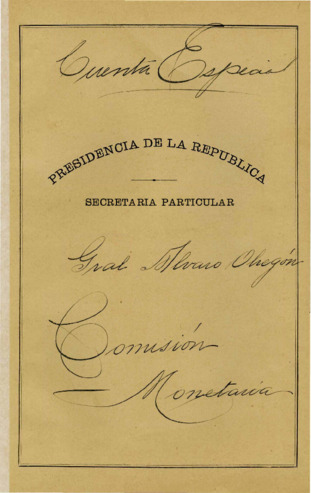 Cuenta Especial
PRESIDENCIA DE LA REPUBLICA
SECRETARIA PARTICULAR
Gral Alvaro Obregón
Comisión
Monetaria